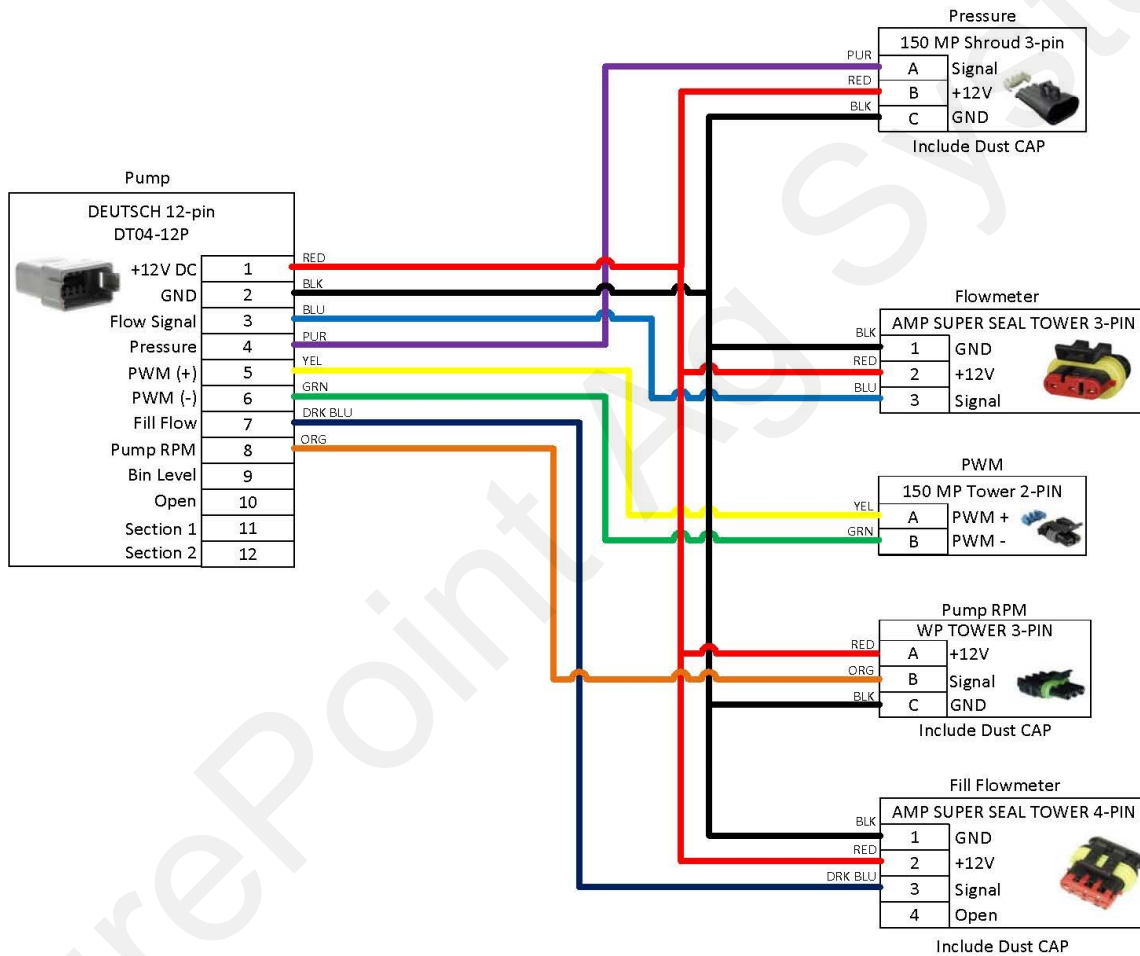 Pump
DEUTSCH 12-pin
DT04-12P
+12V DC 1
GND 2
Flow Signal 3
Pressure 4
PWM (+) 5
PWM (-) 6
Fill Flow 7
Pump RPM 8
Bin Level 9
Open 10
Section 1 11
Section 2 12
RED
BLK
BLU
PUR
YEL
GRN
DRK BLU
ORG
Pressure
150 MP Shroud 3-pin
PUR A Signal
RED B +12V
BLK C GND
Include Dust CAP
Flowmeter
AMP SUPER SEAL TOWER 3-PIN
BLK 1 GND
RED 2 +12V
BLU 3 Signal
PWM
150 MP Tower 2-PIN
YEL A PWM +
GRN B PWM -
Pump RPM
WP TOWER 3-PIN
RED A +12V
ORG B Signal
BLK C GND
Include Dust CAP
Fill Flowmeter
AMP SUPER SEAL TOWER 4-PIN
BLK 1 GND
RED 2 +12V
DRK BLU 3 Signal
4 Open
Include Dust CAP
urePoint Ag Syste